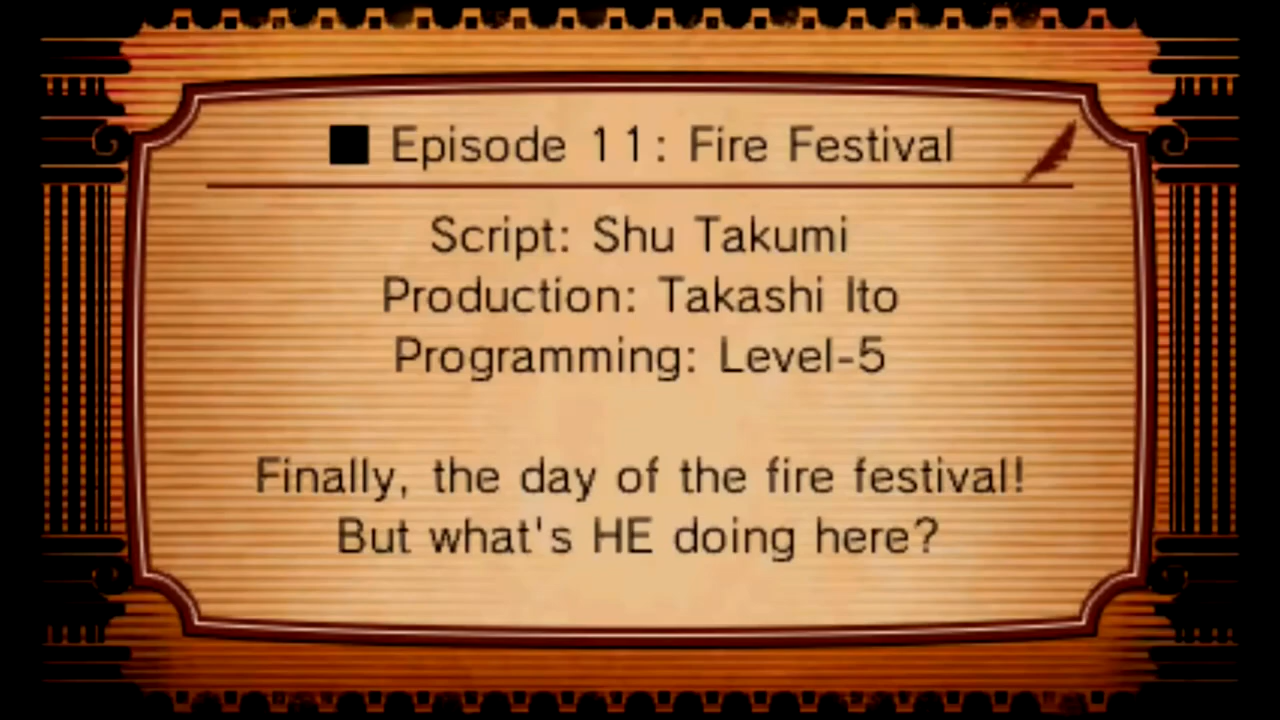 ■ Episode 11: Fire Festival
Script: Shu Takumi
Production: Takashi Ito
Programming: Level-5
Finally, the day of the fire festival!
But what's HE doing here?